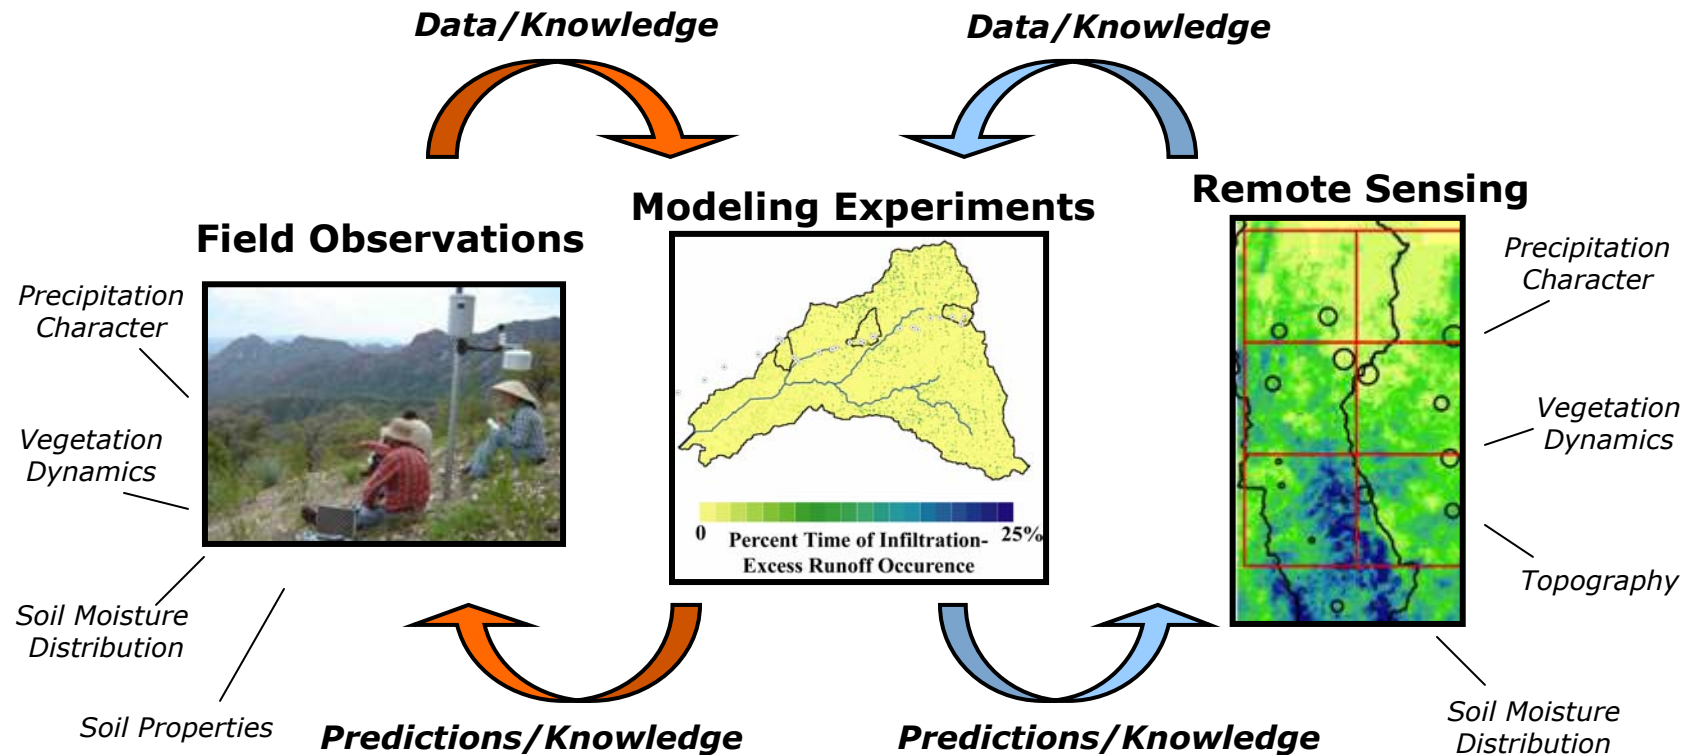 Data/Knowledge
Data/Knowledge
Field Observations
Modeling Experiments
Remote Sensing
Precipitation
Character
Vegetation
Dynamics
Soil Moisture
Distribution
Soil Properties
0
25%
Percent Time of Infiltration-
Excess Runoff Occurence
Precipitation
Character
Vegetation
Dynamics
Topography
Soil Moisture
Distribution
Predictions/Knowledge
Predictions/Knowledge